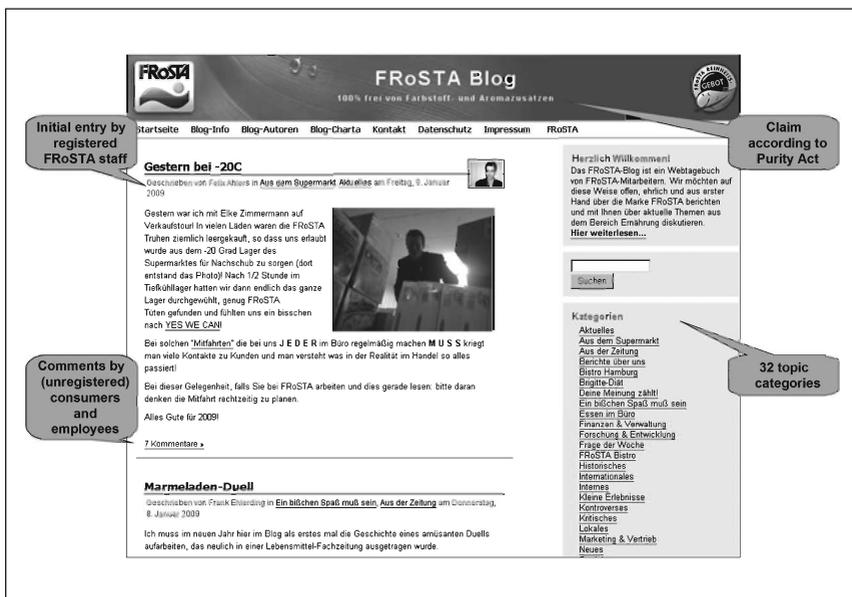 FRoSTA
FRoSTA Blog
100% frei von Farbstoff- und Aromazusätzen
FRoSTA REINHEITS
GEBOT
Startseite Blog-Info Blog-Autoren Blog-Charta Kontakt Datenschutz Impressum FRoSTA
Initial entry by
registered
FRoSTA staff
Claim
according to
Purity Act
Gestern bei -20C
Geschrieben von Felix Ahlers in Aus dem Supermarkt Aktuelles am Freitag, 9. Januar
2009
Gestern war ich mit Elke Zimmermann auf
Verkaufstour! In vielen Läden waren die FRoSTA
Truhen ziemlich leergekauft, so dass uns erlaubt
wurde aus dem -20 Grad Lager des
Supermarktes für Nachschub zu sorgen (dort
entstand das Photo)! Nach 1/2 Stunde im
Tiefkühllager hatten wir dann endlich das ganze
Lager durchgewühlt, genug FRoSTA
Tüten gefunden und fühlten uns ein bisschen
nach YES WE CAN!
Bei solchen "Mitfahrten" die bei uns J E D E R im Büro regelmäßig machen M U S S kriegt
man viele Kontakte zu Kunden und man versteht was in der Realität im Handel so alles
passiert!
Bei dieser Gelegenheit, falls Sie bei FRoSTA arbeiten und dies gerade lesen: bitte daran
denken die Mitfahrt rechtzeitig zu planen.
Alles Gute für 2009!
7 Kommentare
Comments by
(unregistered)
consumers
and
employees
Marmeladen-Duell
Geschrieben von Frank Ehlerding in Ein bißchen Spaß muß sein, Aus der Zeitung am Donnerstag,
8. Januar 2009
Ich muss im neuen Jahr hier im Blog als erstes mal die Geschichte eines amüsanten Duells
aufarbeiten, das neulich in einer Lebensmittel-Fachzeitung ausgetragen wurde.
Herzlich Willkommen!
Das FRoSTA-Blog ist ein Webtagebuch
von FRoSTA-Mitarbeitern. Wir möchten auf
diese Weise offen, ehrlich und aus erster
Hand über die Marke FRoSTA berichten
und mit Ihnen über aktuelle Themen aus
dem Bereich Ernährung diskutieren.
Hier weiterlesen...
Suchen
Kategorien
Aktuelles
Aus dem Supermarkt
Aus der Zeitung
Berichte über uns
Bistro Hamburg
Brigitte-Diät
Deine Meinung zählt!
Ein bißchen Spaß muß sein
Essen im Büro
Finanzen & Verwaltung
Forschung & Entwicklung
Frage der Woche
FRoSTA Bistro
Historisches
Internationales
Internes
Kleine Erlebnisse
Kontroverses
Kritisches
Lokales
Marketing & Vertrieb
Neues
32 topic
categories